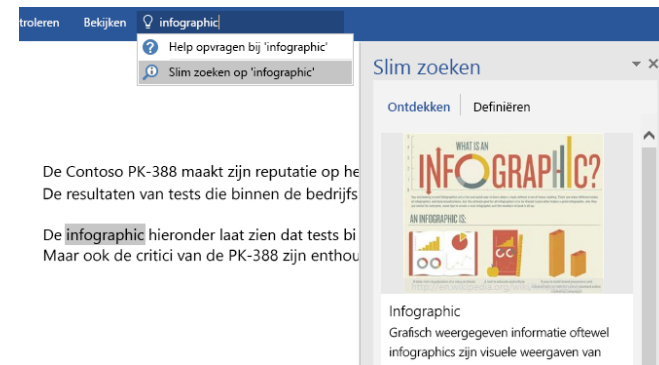 troleren Bekijken infographic
Help opvragen bij 'infographic'
Slim zoeken op 'infographic'
Slim zoeken
Ontdekken Definiëren
De Contoso PK-388 maakt zijn reputatie op he
De resultaten van tests die binnen de bedrijfs
De infographic hieronder laat zien dat tests bi
Maar ook de critici van de PK-388 zijn enthou
WHAT IS AN
INFOGRAPHIC?
AN INFOGRAPHIC IS:
Infographic
Grafisch weergegeven informatie oftewel
infographics zijn visuele weergaven van